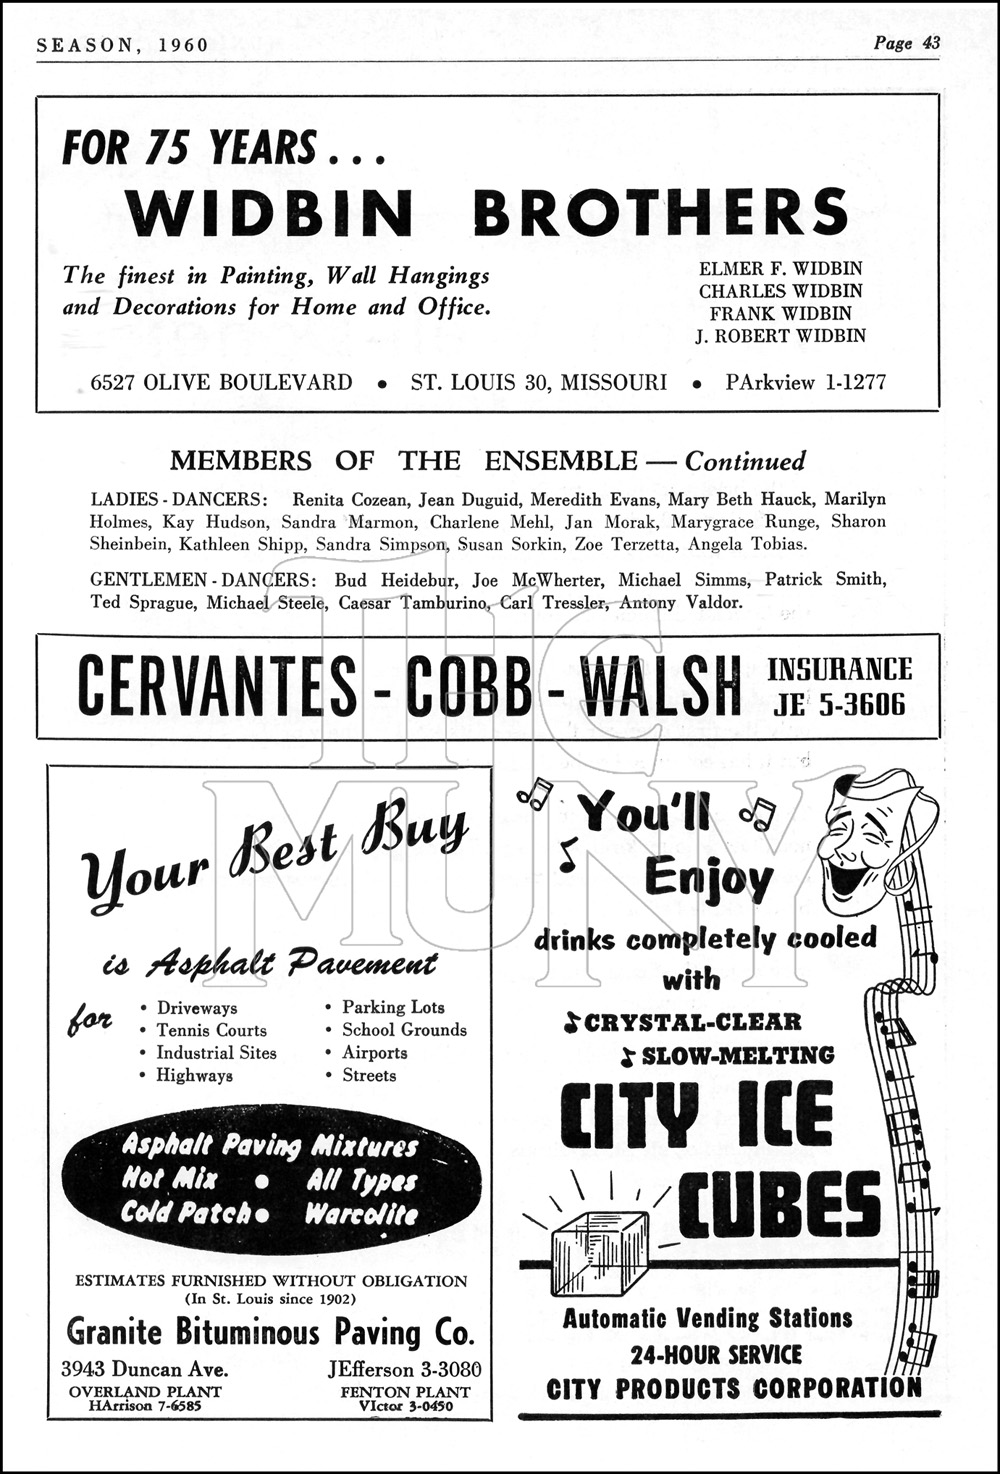 SEASON, 1960
Page 43
FOR 75 YEARS . . .
WIDBIN BROTHERS
The finest in Painting, Wall Hangings
and Decorations for Home and Office.
ELMER F. WIDBIN
CHARLES WIDBIN
FRANK WIDBIN
J. ROBERT WIDBIN
6527 OLIVE BOULEVARD • ST. LOUIS 30, MISSOURI • PArkview 1-1277
MEMBERS OF THE ENSEMBLE — Continued
LADIES - DANCERS: Renita Cozean, Jean Duguid, Meredith Evans, Mary Beth Hauck, Marilyn
Holmes, Kay Hudson, Sandra Marmon, Charlene Mehl, Jan Morak, Marygrace Runge, Sharon
Sheinbein, Kathleen Shipp, Sandra Simpson, Susan Sorkin, Zoe Terzetta, Angela Tobias.
GENTLEMEN - DANCERS: Bud Heidebur, Joe McWherter, Michael Simms, Patrick Smith,
Ted Sprague, Michael Steele, Caesar Tamburino, Carl Tressler, Antony Valdor.
CERVANTES - COBB - WALSH
INSURANCE
JE 5-3606
THE
MUNY
Your Best Buy
is Asphalt Pavement
for
• Driveways
• Tennis Courts
• Industrial Sites
• Highways
• Parking Lots
• School Grounds
• Airports
• Streets
Asphalt Paving Mixtures
Hot Mix • All Types
Cold Patch • Warcolite
ESTIMATES FURNISHED WITHOUT OBLIGATION
(In St. Louis since 1902)
Granite Bituminous Paving Co.
3943 Duncan Ave.
JEfferson 3-3080
OVERLAND PLANT
HArrison 7-6585
FENTON PLANT
VIctor 3-0450
You'll
Enjoy
drinks completely cooled
with
CRYSTAL-CLEAR
SLOW-MELTING
CITY ICE
CUBES
Automatic Vending Stations
24-HOUR SERVICE
CITY PRODUCTS CORPORATION